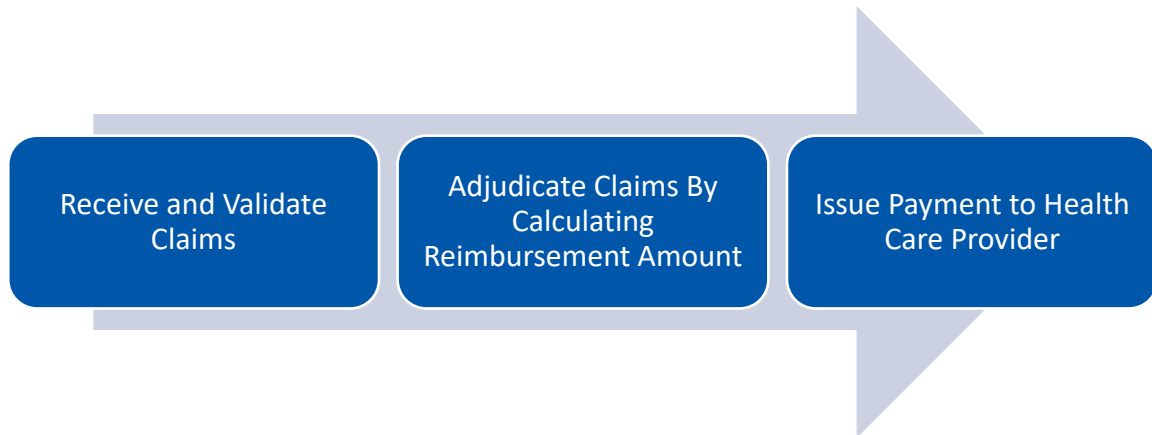 Receive and Validate
Claims
Adjudicate Claims By
Calculating
Reimbursement Amount
Issue Payment to Health
Care Provider